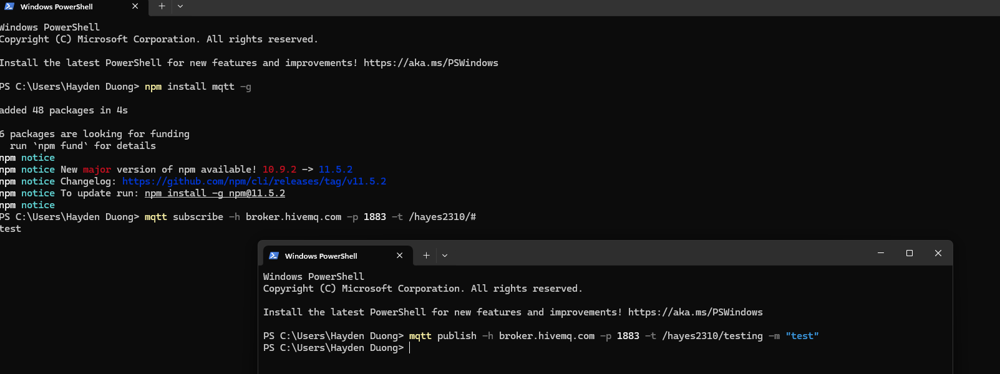 Windows PowerShell
Windows PowerShell
Copyright (C) Microsoft Corporation. All rights reserved.
Install the latest PowerShell for new features and improvements! https://aka.ms/PSWindows
PS C:\Users\Hayden Duong> npm install mqtt -g
added 48 packages in 4s
6 packages are looking for funding
run `npm fund` for details
npm notice
npm notice New major version of npm available! 10.9.2 -> 11.5.2
npm notice Changelog: https://github.com/npm/cli/releases/tag/v11.5.2
npm notice To update run: npm install -g npm@11.5.2
npm notice
PS C:\Users\Hayden Duong> mqtt subscribe -h broker.hivemq.com -p 1883 -t /hayes2310/#
test
Windows PowerShell
Windows PowerShell
Copyright (C) Microsoft Corporation. All rights reserved.
Install the latest PowerShell for new features and improvements! https://aka.ms/PSWindows
PS C:\Users\Hayden Duong> mqtt publish -h broker.hivemq.com -p 1883 -t /hayes2310/testing -m "test"
PS C:\Users\Hayden Duong>